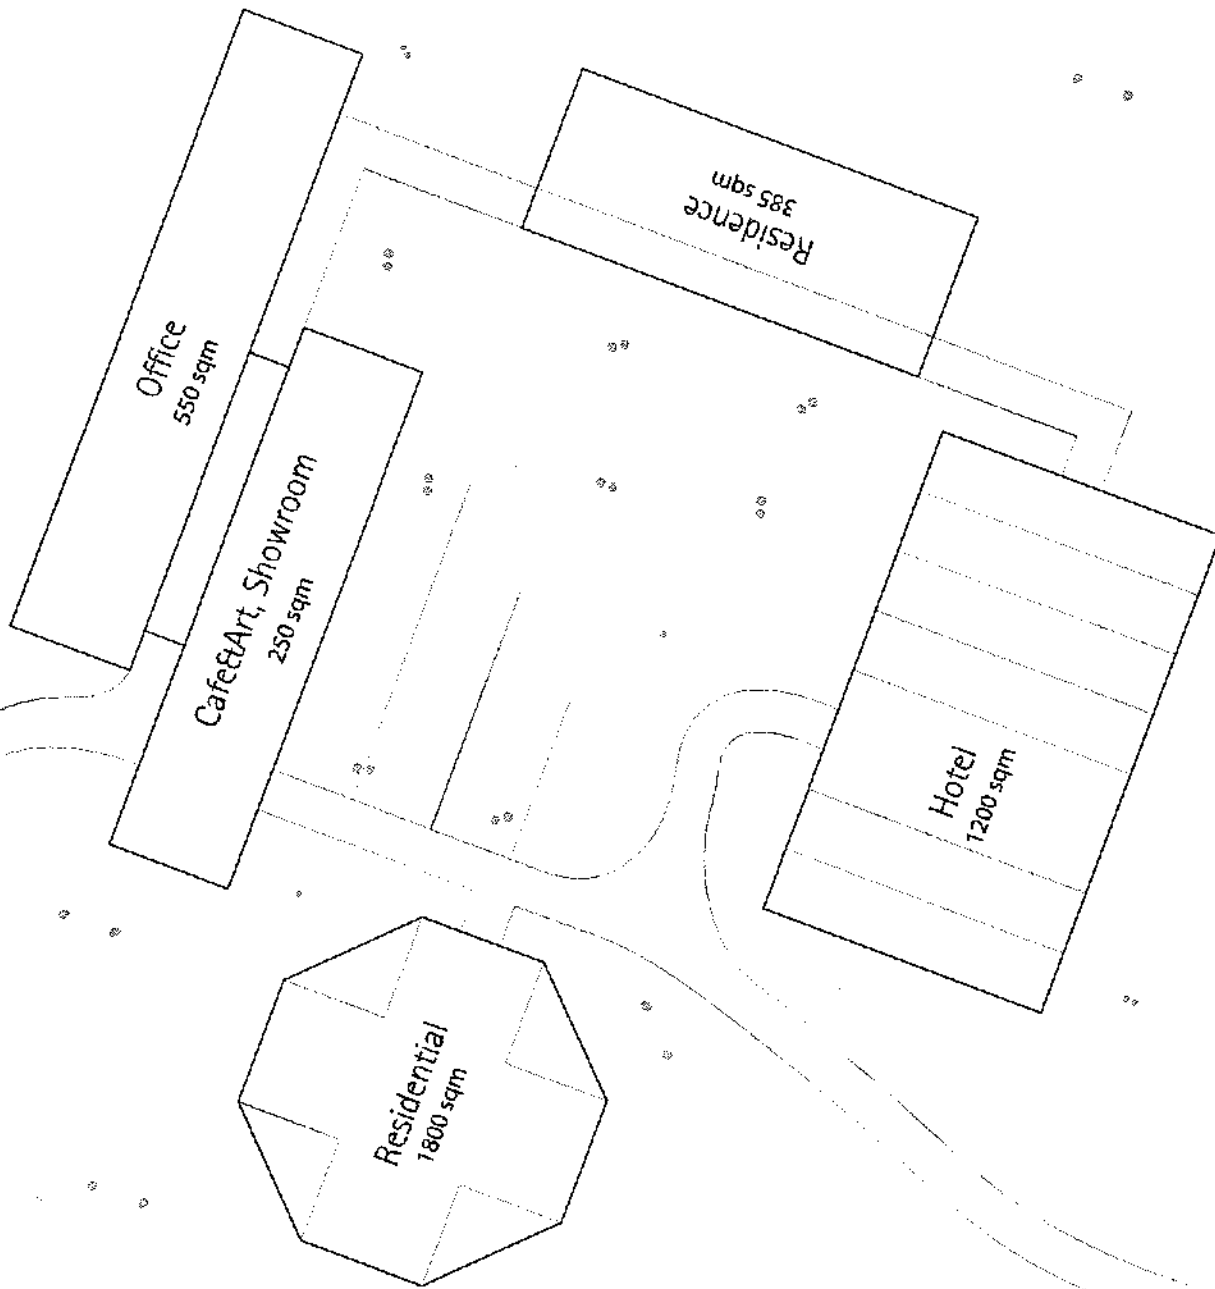 Office
550 sqm
Residence
385 sqm
Cafe&Art, Showroom
250 sqm
Hotel
1200 sqm
Residential
1800 sqm